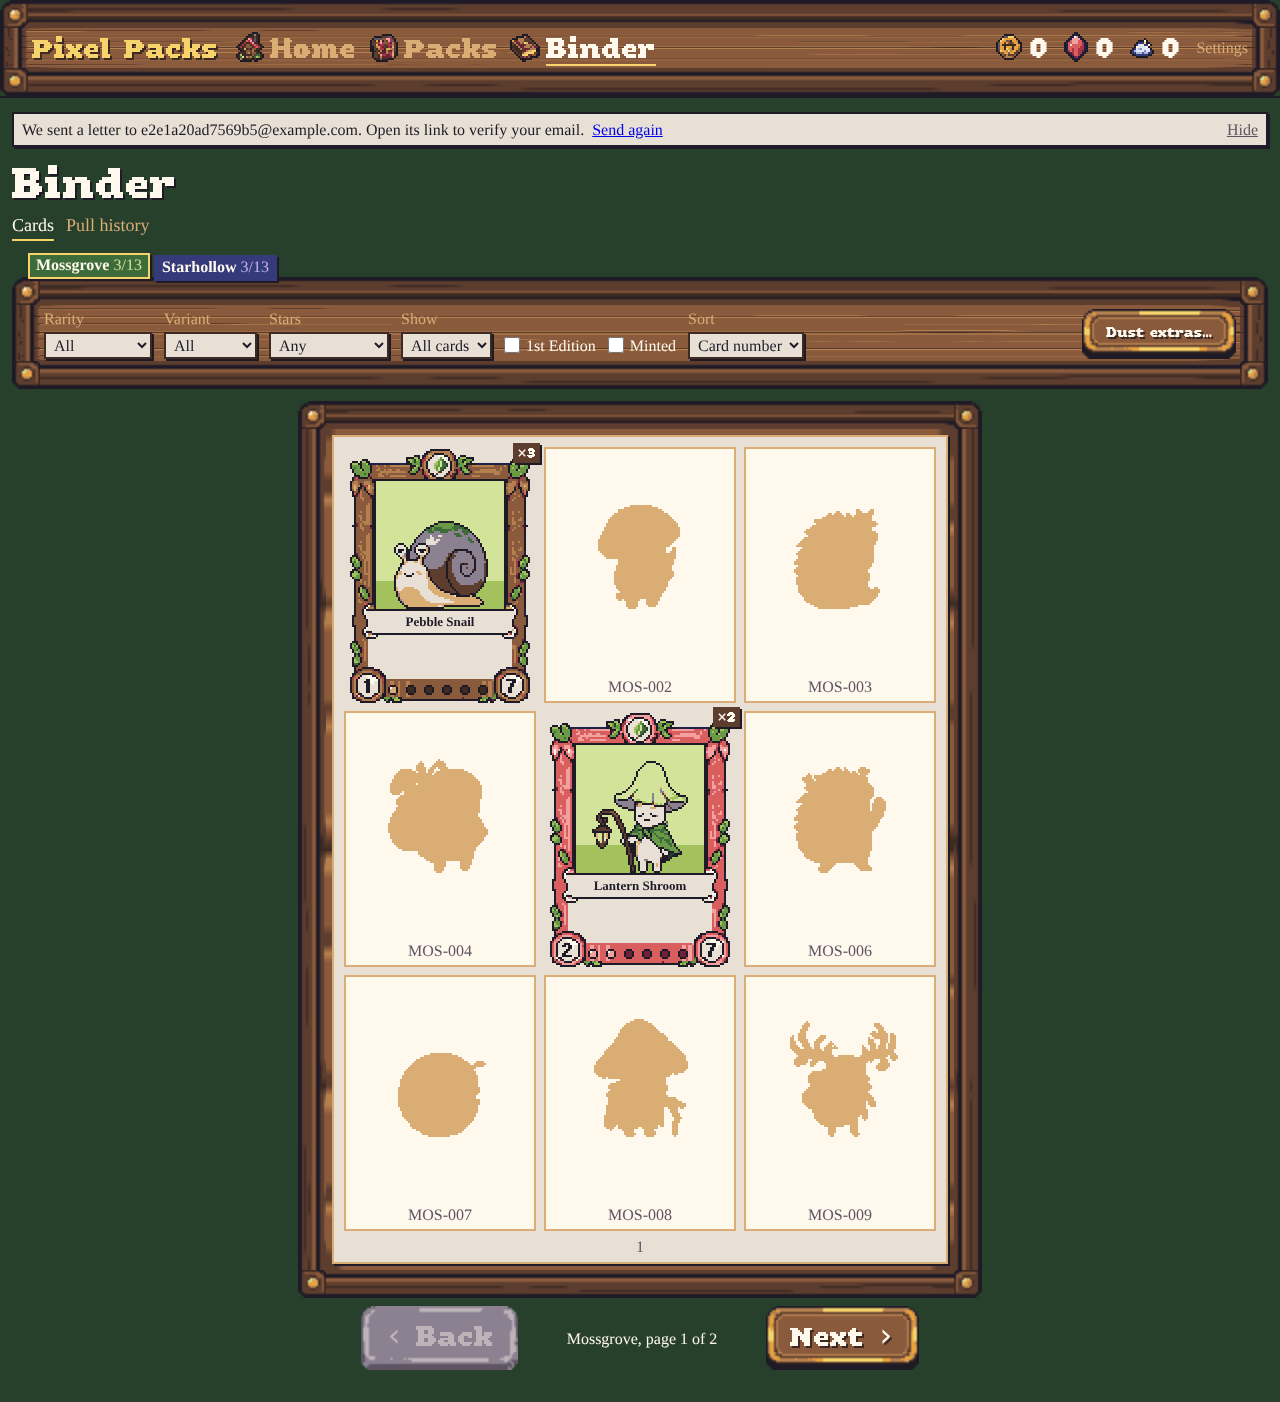 Pixel Packs Home Packs Binder 0 0 0 Settings
We sent a letter to e2e1a20ad7569b5@example.com. Open its link to verify your email. Send again Hide
Binder
Cards Pull history
Mossgrove 3/13 Starhollow 3/13
Rarity Variant Stars Show Sort
All All Any All cards 1st Edition Minted Card number Dust extras…
×3
Pebble Snail
1 7
MOS-002 MOS-003
×2
Lantern Shroom
2 7
MOS-004 MOS-006
MOS-007 MOS-008 MOS-009
1
‹ Back Mossgrove, page 1 of 2 Next ›